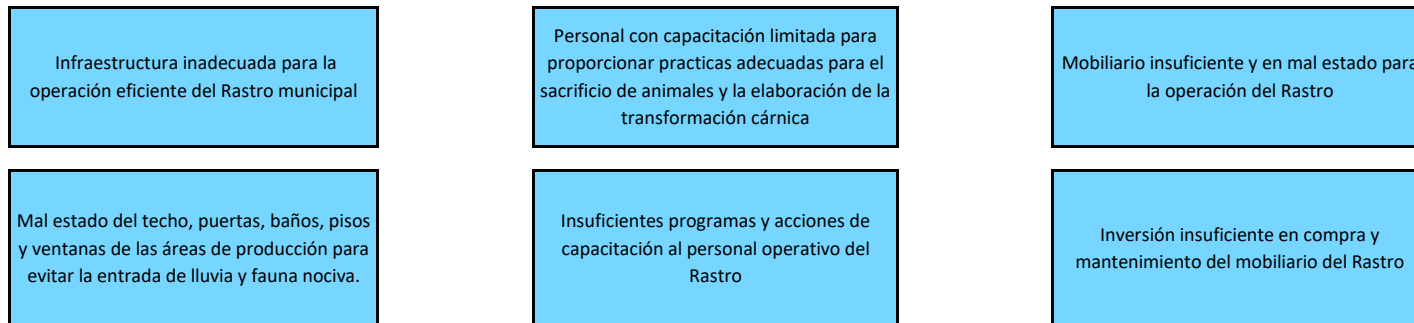 Infraestructura inadecuada para la
operación eficiente del Rastro municipal
Personal con capacitación limitada para
proporcionar practicas adecuadas para el
sacrificio de animales y la elaboración de la
transformación cárnica
Mobiliario insuficiente y en mal estado para
la operación del Rastro
Mal estado del techo, puertas, baños, pisos
y ventanas de las áreas de producción para
evitar la entrada de lluvia y fauna nociva.
Insuficientes programas y acciones de
capacitación al personal operativo del
Rastro
Inversión insuficiente en compra y
mantenimiento del mobiliario del Rastro